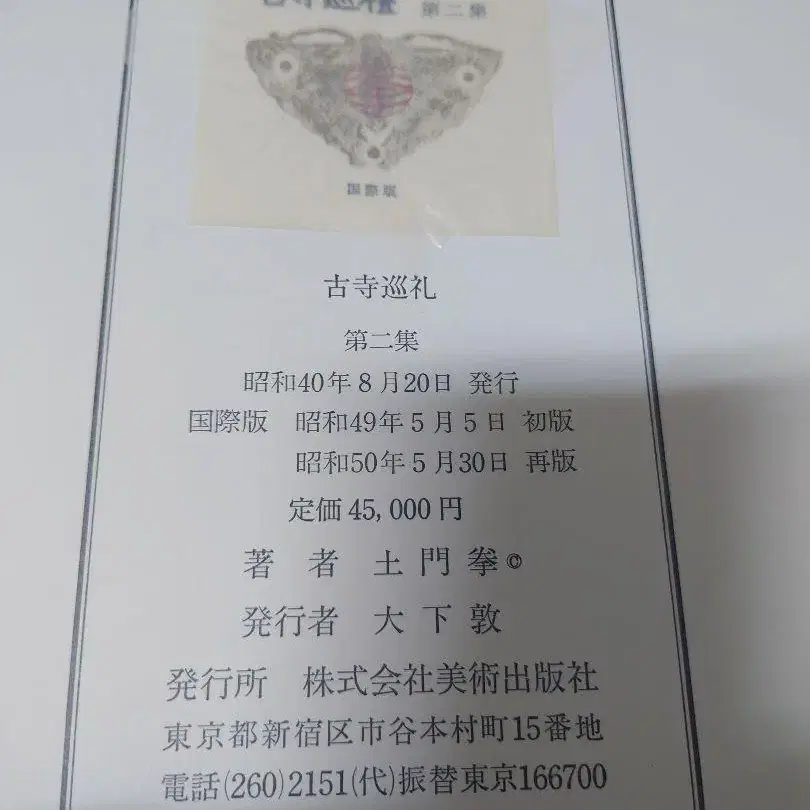 古寺巡禮 第二集
国際版
古寺巡礼
第二集
昭和40年8月20日 発行
国際版 昭和49年5月5日 初版
昭和50年5月30日 再版
定価 45,000 円
著者 土門拳©
発行者 大下敦
発行所 株式会社美術出版社
東京都新宿区市谷本村町15番地
電話(260)2151(代)振替東京166700